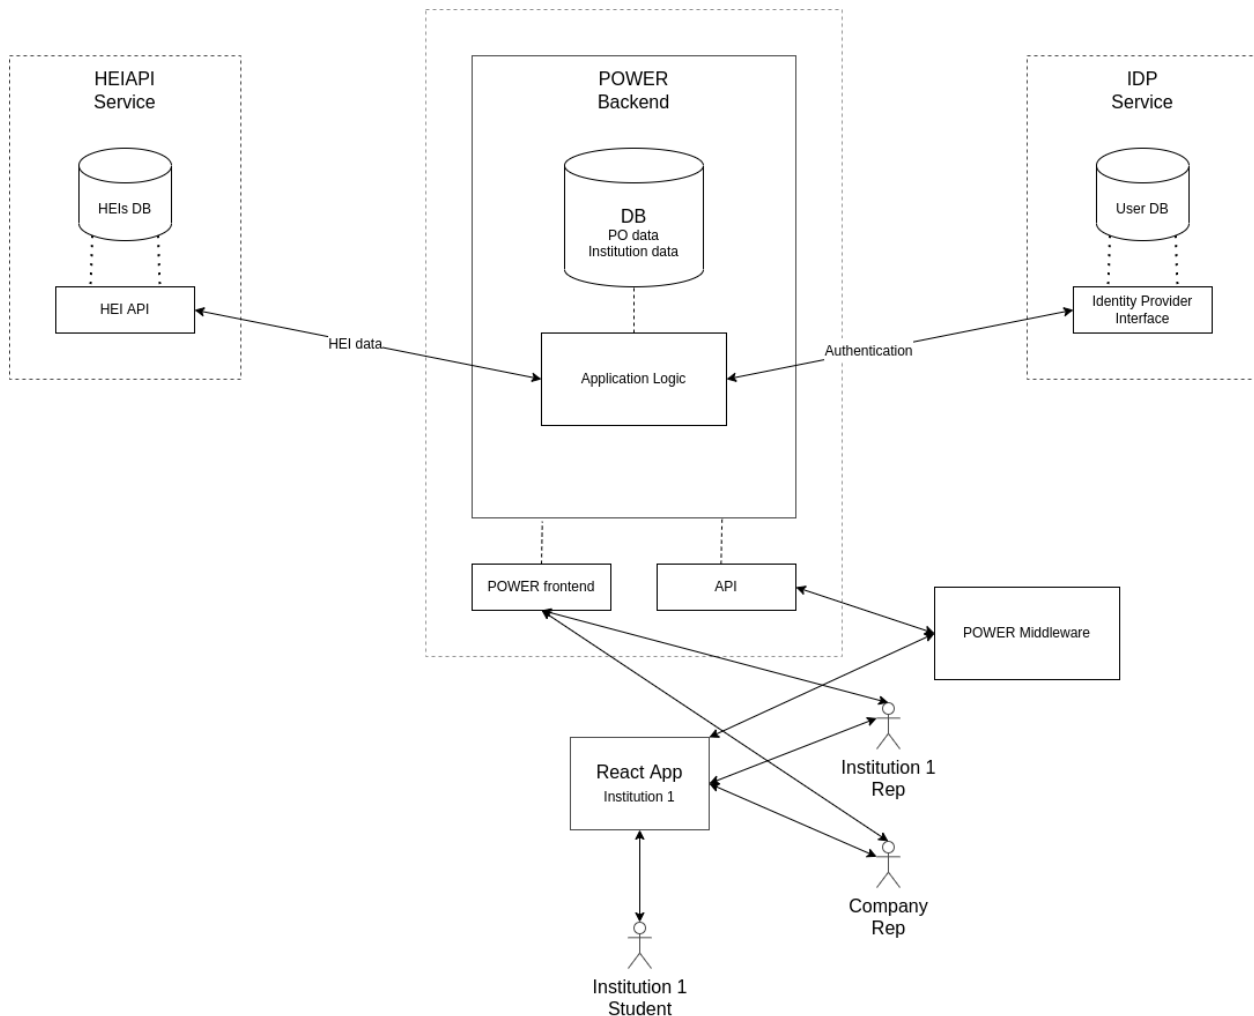 HEIAPI
Service
HEIs DB
HEI API
HEI data
POWER
Backend
DB
PO data
Institution data
Application Logic
Authentication
IDP
Service
User DB
Identity Provider
Interface
POWER frontend
API
POWER Middleware
React App
Institution 1
Institution 1
Rep
Company
Rep
Institution 1
Student